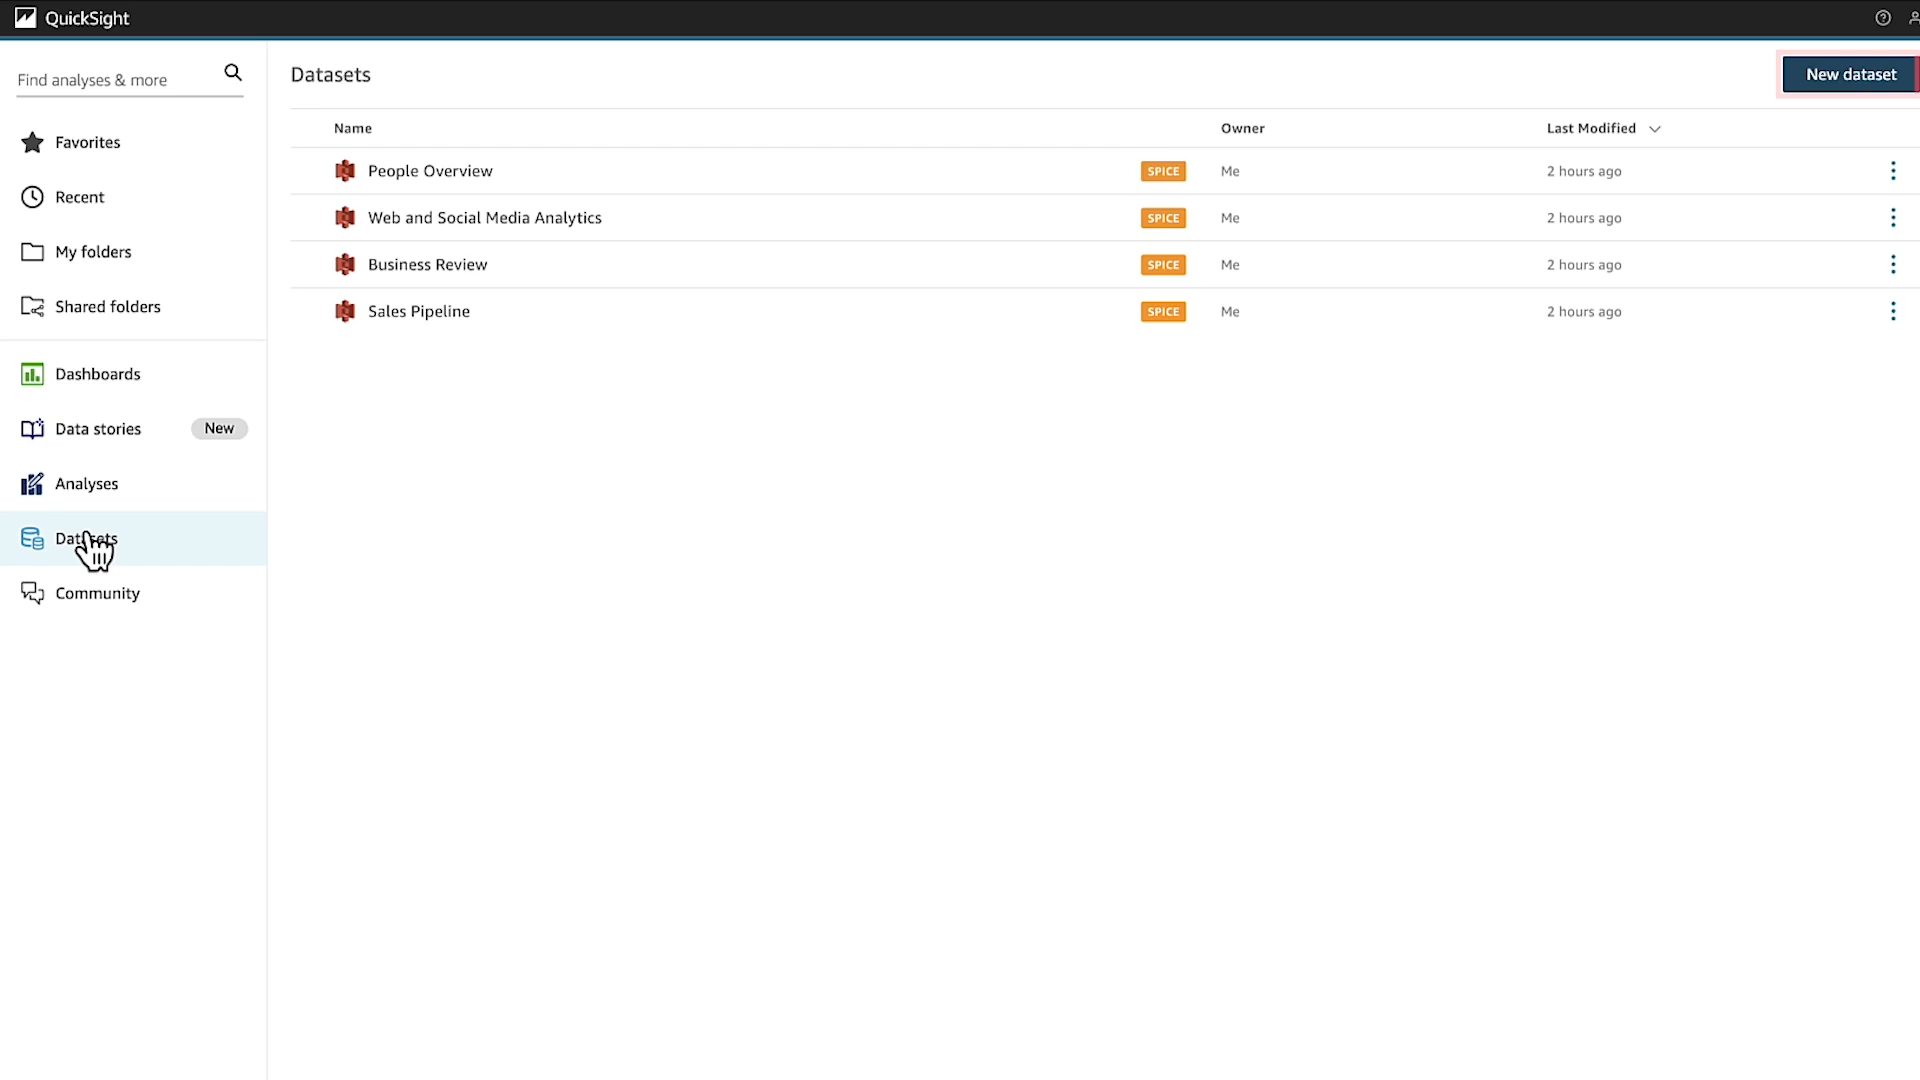 QuickSight
Find analyses & more
Favorites
Recent
My folders
Shared folders
Dashboards
Data stories New
Analyses
Datasets
Community
Datasets
New dataset
Name Owner Last Modified
People Overview SPICE Me 2 hours ago
Web and Social Media Analytics SPICE Me 2 hours ago
Business Review SPICE Me 2 hours ago
Sales Pipeline SPICE Me 2 hours ago